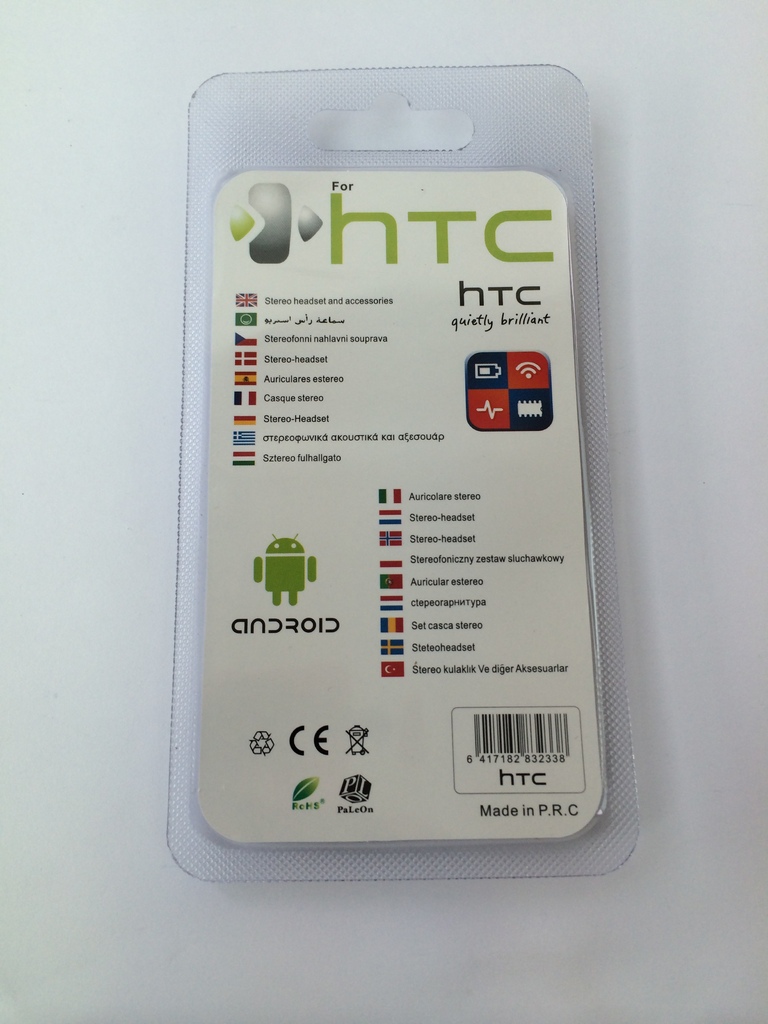 For
hTC
hTC
quietly brilliant
Stereo headset and accessories
سماعة رأس استريو
Stereofonni nahlavni souprava
Stereo-headset
Auriculares estereo
Casque stereo
Stereo-Headset
στερεοφωνικά ακουστικά και αξεσουάρ
Sztereo fulhallgato
Auricolare stereo
Stereo-headset
Stereo-headset
Stereofoniczny zestaw sluchawkowy
Auricular estereo
стереогарнитура
Set casca stereo
Steteoheadset
Stereo kulaklık Ve diğer Aksesuarlar
ANDROID
CE
RoHS
PL
PaLeOn
6 417182 832338
hTC
Made in P.R.C